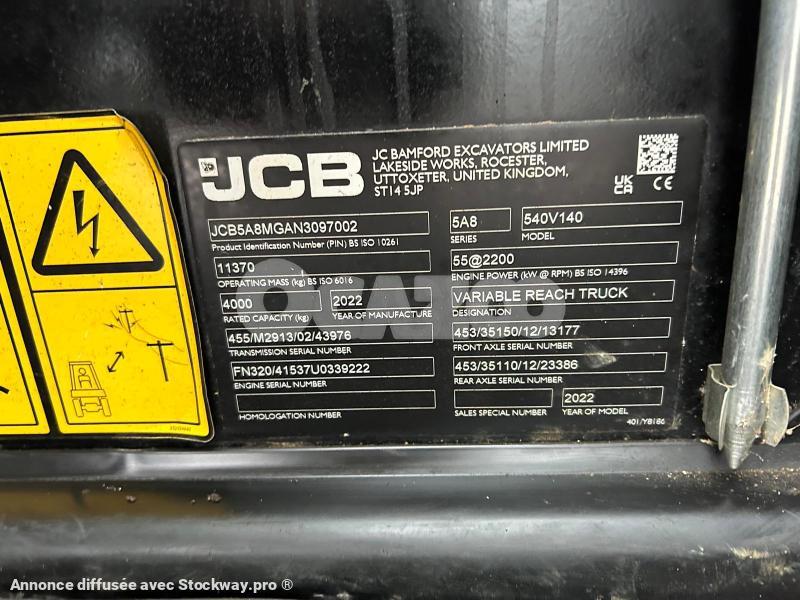 JCB
JC BAMFORD EXCAVATORS LIMITED
LAKESIDE WORKS, ROCESTER,
UTTOXETER, UNITED KINGDOM,
ST14 5JP
UK
CA
CE
JCB5A8MGAN3097002
Product Identification Number (PIN) BS ISO 10261
5A8
SERIES
540V140
MODEL
11370
OPERATING MASS (kg) BS ISO 6016
55@2200
ENGINE POWER (kW @ RPM) BS ISO 14396
4000
RATED CAPACITY (kg)
2022
YEAR OF MANUFACTURE
VARIABLE REACH TRUCK
DESIGNATION
455/M2913/02/43976
TRANSMISSION SERIAL NUMBER
453/35150/12/13177
FRONT AXLE SERIAL NUMBER
FN320/41537U0339222
ENGINE SERIAL NUMBER
453/35110/12/23386
REAR AXLE SERIAL NUMBER
HOMOLOGATION NUMBER
SALES SPECIAL NUMBER
2022
YEAR OF MODEL
401/Y8186
Annonce diffusée avec Stockway.pro ®